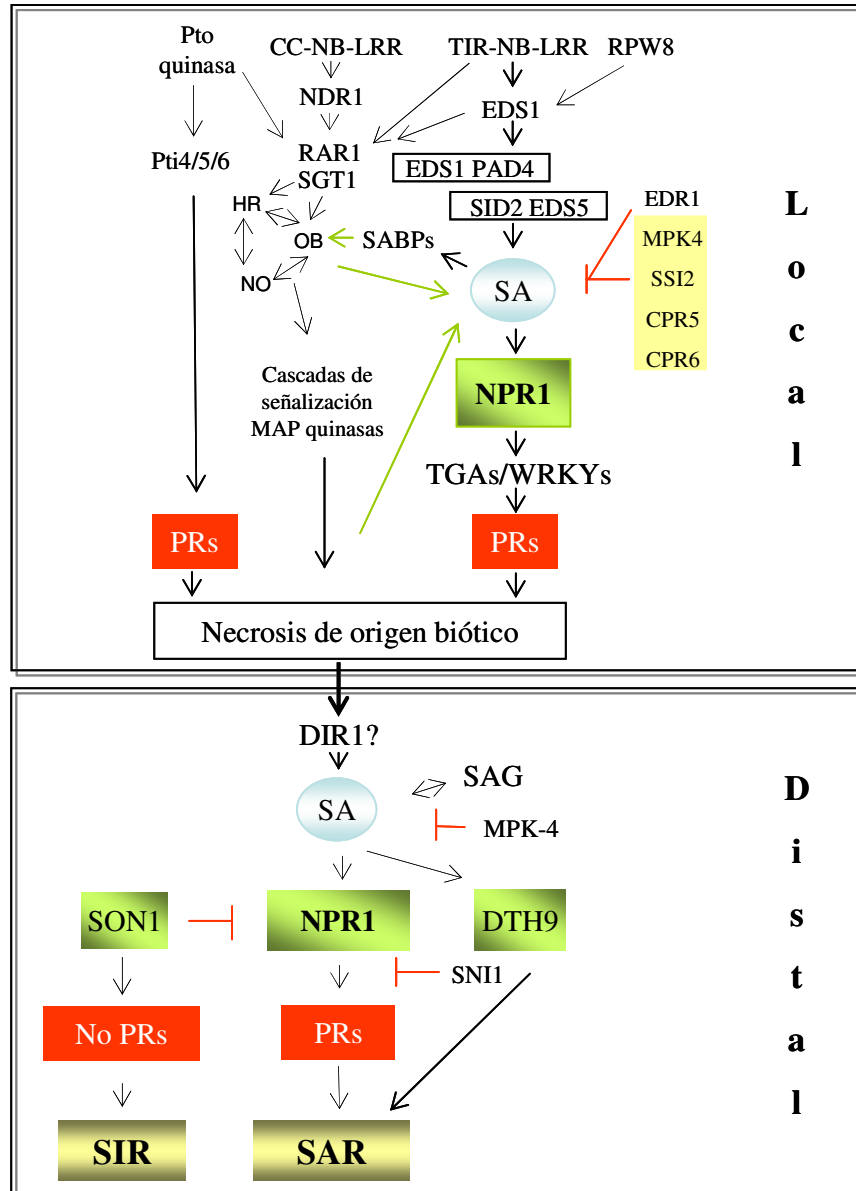 Pto
quinasa
CC-NB-LRR
TIR-NB-LRR
RPW8
NDR1
EDS1
Pti4/5/6
RAR1
SGT1
EDS1 PAD4
HR
SID2 EDS5
EDR1
OB
SABPs
MPK4
NO
SA
SSI2
CPR5
CPR6
Cascadas de
señalización
MAP quinasas
NPR1
TGAs/WRKYs
PRs
PRs
Necrosis de origen biótico
L
o
c
a
l
DIR1?
SA
SAG
MPK-4
SON1
NPR1
DTH9
SNI1
No PRs
PRs
SIR
SAR
D
i
s
t
a
l